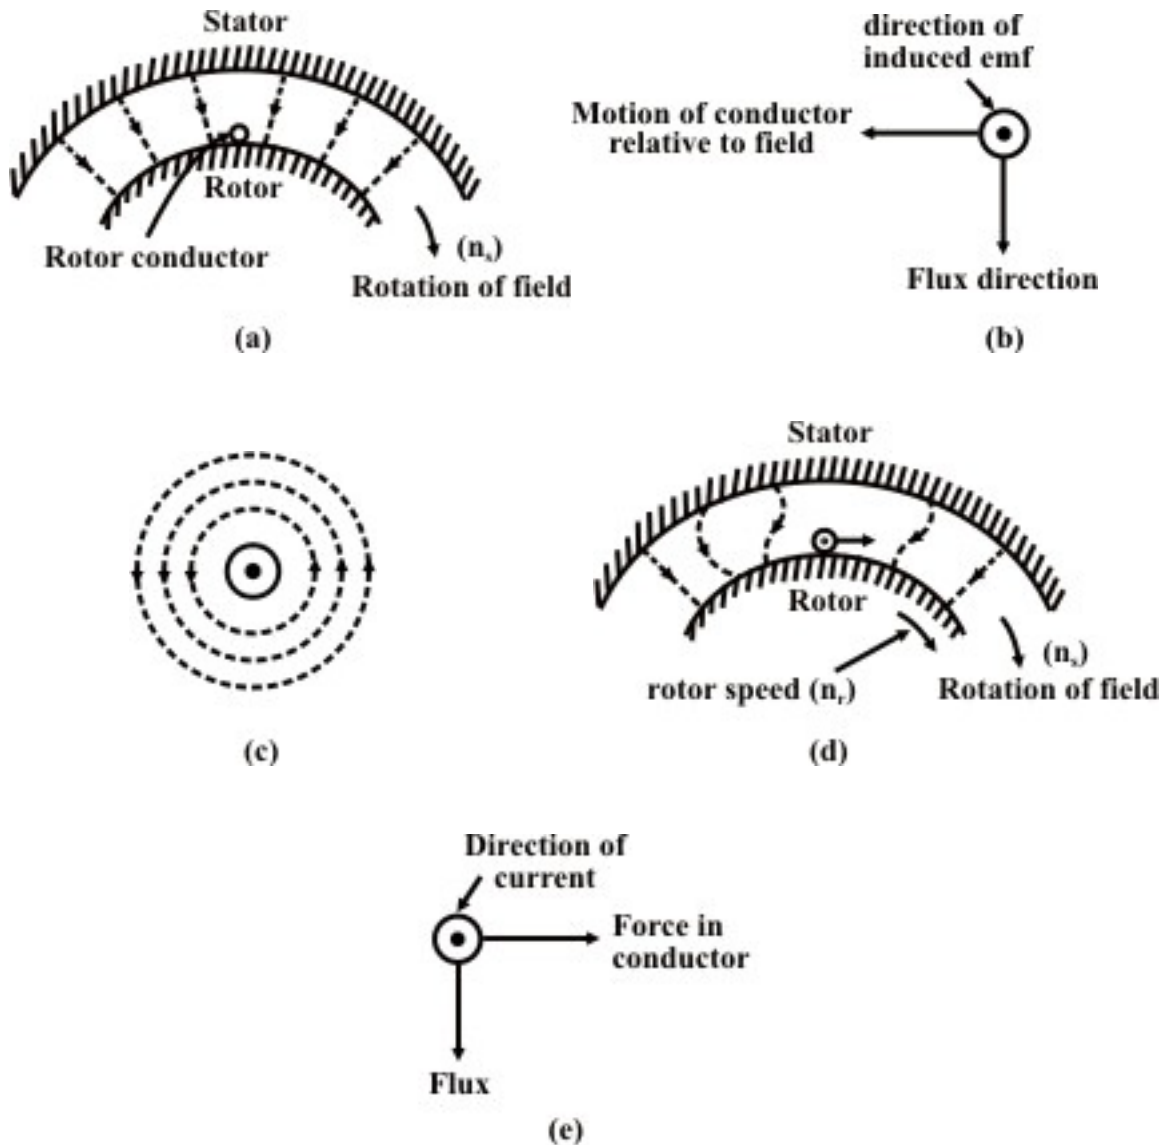 Stator
Rotor
Rotor conductor
(nₛ)
Rotation of field
(a)
direction of
induced emf
Motion of conductor
relative to field
Flux direction
(b)
(c)
Stator
Rotor
rotor speed (nᵣ)
(nₛ)
Rotation of field
(d)
Direction of
current
Force in
conductor
Flux
(e)